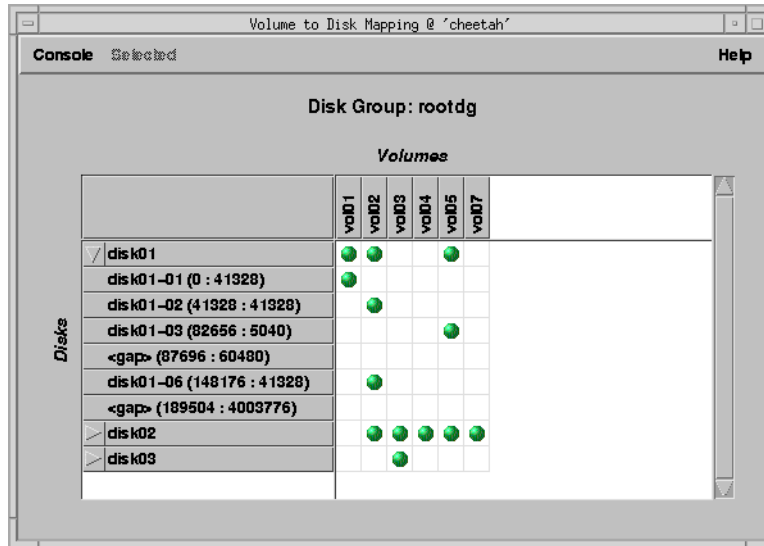 Volume to Disk Mapping @ 'cheetah'
Console Selected Help
Disk Group: rootdg
Volumes
vol01 vol02 vol03 vol04 vol05 vol07
Disks
disk01
disk01-01 (0 : 41328)
disk01-02 (41328 : 41328)
disk01-03 (82656 : 5040)
<gap> (87696 : 60480)
disk01-06 (148176 : 41328)
<gap> (189504 : 4003776)
disk02
disk03